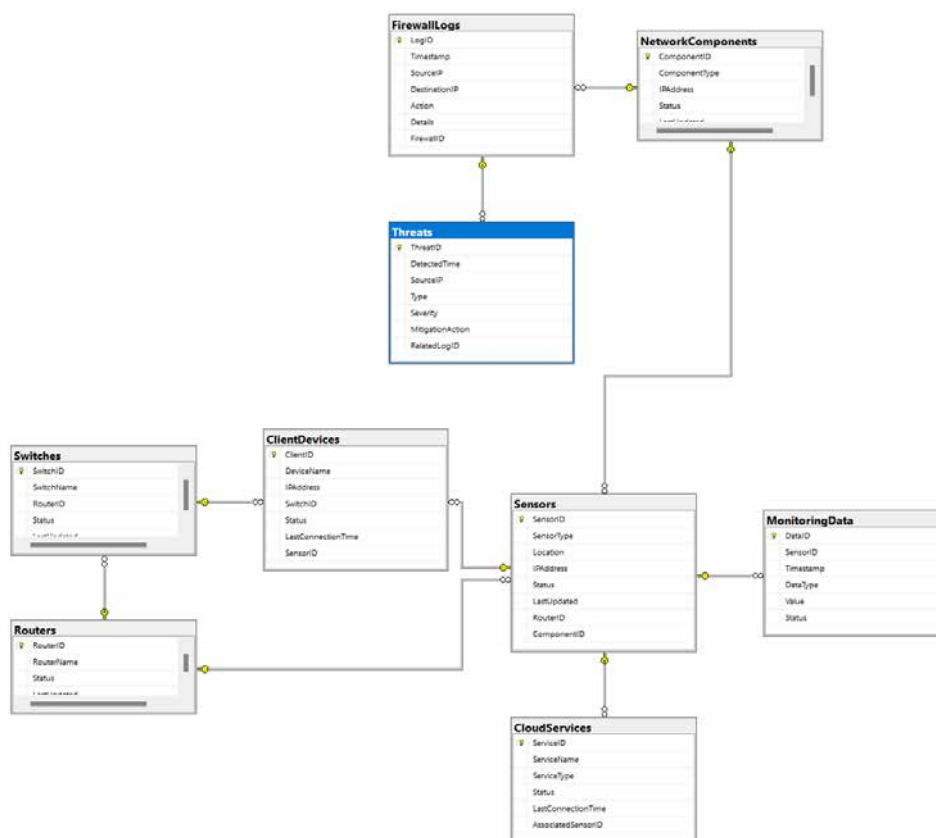 FirewallLogs
LogID
Timestamp
SourceIP
DestinationIP
Action
Details
FirewallID
NetworkComponents
ComponentID
ComponentType
IPAddress
Status
LastUpdated
Threats
ThreatID
DetectedTime
SourceIP
Type
Severity
MitigationAction
RelatedLogID
Switches
SwitchID
SwitchName
RouterID
Status
LastUpdated
ClientDevices
ClientID
DeviceName
IPAddress
SwitchID
Status
LastConnectionTime
SensorID
Sensors
SensorID
SensorType
Location
IPAddress
Status
LastUpdated
RouterID
ComponentID
MonitoringData
DataID
SensorID
Timestamp
DataType
Value
Status
Routers
RouterID
RouterName
Status
LastUpdated
CloudServices
ServiceID
ServiceName
ServiceType
Status
LastConnectionTime
AssociatedSensorID